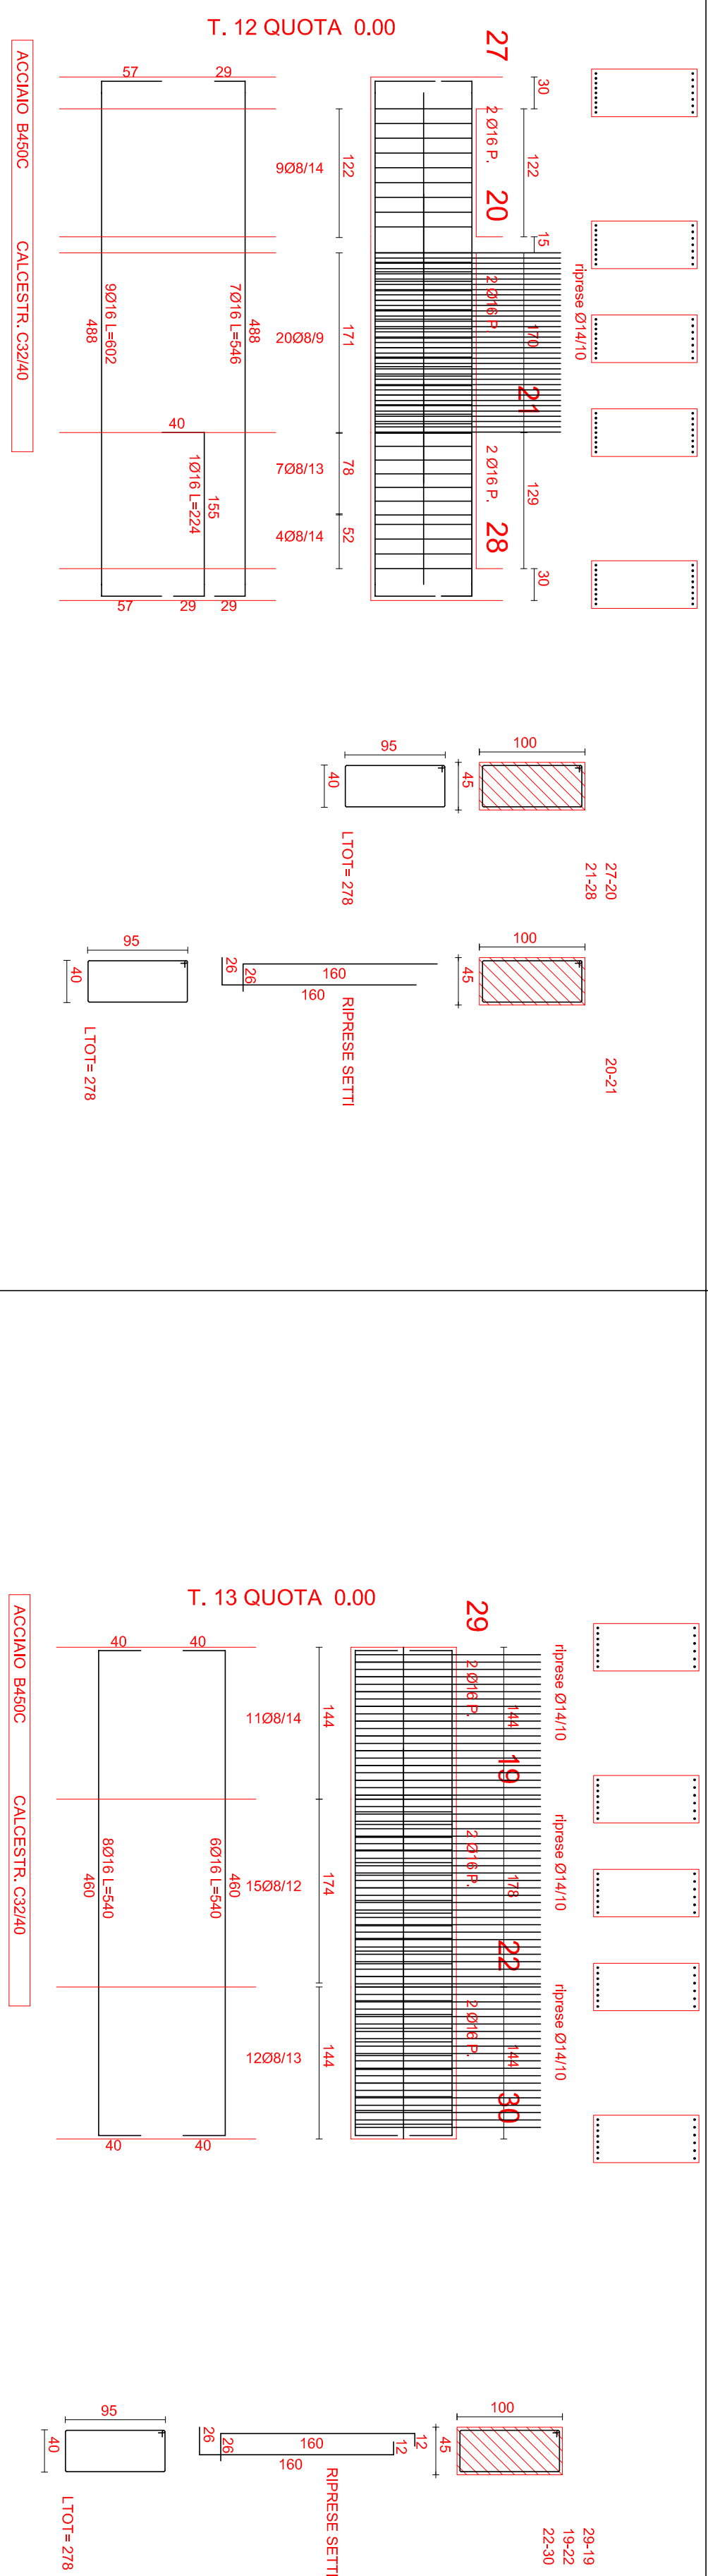 T. 12 QUOTA 0.00
27
20
21
28
30
122
15
170
129
30
2 Ø16 P.
2 Ø16 P.
2 Ø16 P.
riprese Ø14/10
122
171
78
52
9Ø8/14
20Ø8/9
7Ø8/13
4Ø8/14
57
29
488
7Ø16 L=546
40
155
1Ø16 L=224
9Ø16 L=602
488
57
29
29
ACCIAIO B450C CALCESTR. C32/40
27-20
21-28
100
45
95
40
LTOT= 278
20-21
100
45
26
26
160
160
RIPRESE SETTI
95
40
LTOT= 278
T. 13 QUOTA 0.00
29
19
22
30
riprese Ø14/10
riprese Ø14/10
riprese Ø14/10
144
178
144
2 Ø16 P.
2 Ø16 P.
2 Ø16 P.
144
174
144
11Ø8/14
15Ø8/12
12Ø8/13
40
40
460
6Ø16 L=540
8Ø16 L=540
460
40
40
ACCIAIO B450C CALCESTR. C32/40
29-19
19-22
22-30
100
45
26
26
160
160
12
12
RIPRESE SETTI
95
40
LTOT= 278